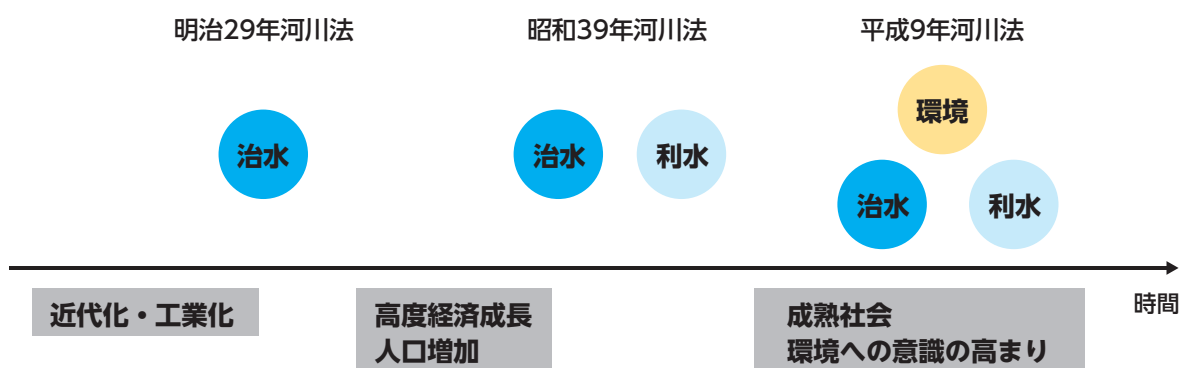 明治29年河川法
昭和39年河川法
平成9年河川法
治水
治水
利水
環境
治水
利水
近代化・工業化
高度経済成長
人口増加
成熟社会
環境への意識の高まり
時間